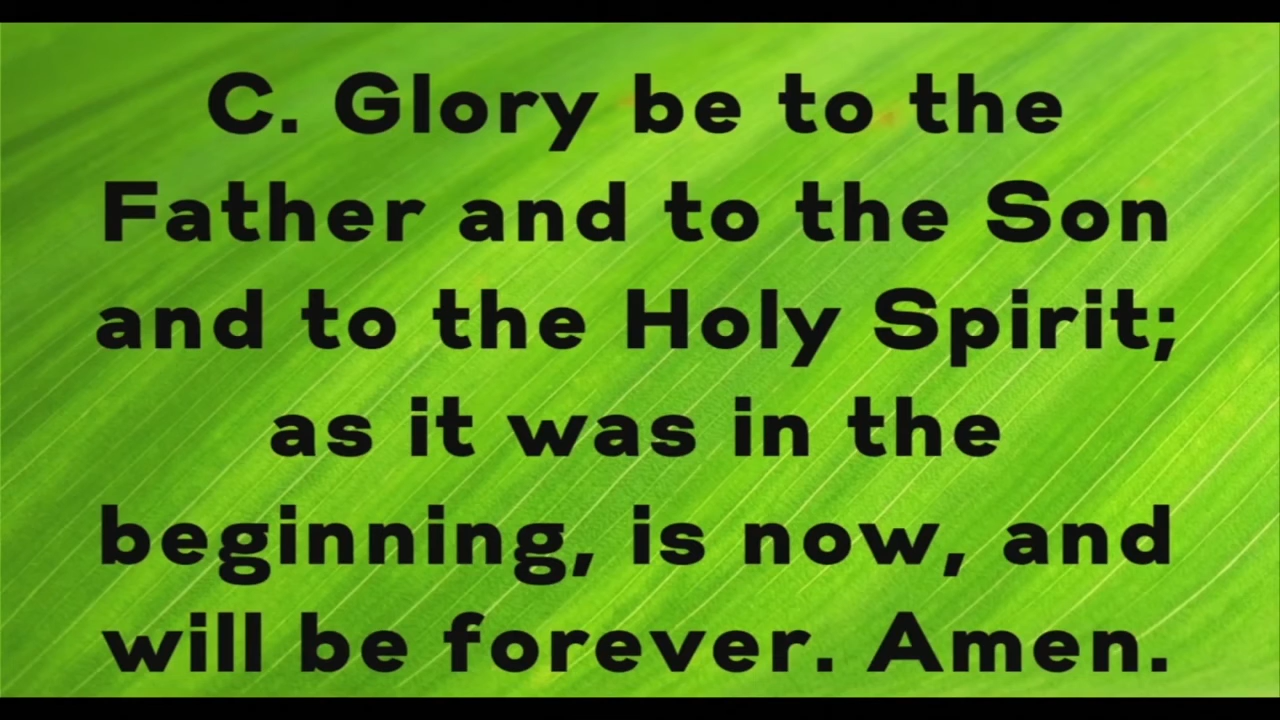 C. Glory be to the
Father and to the Son
and to the Holy Spirit;
as it was in the
beginning, is now, and
will be forever. Amen.